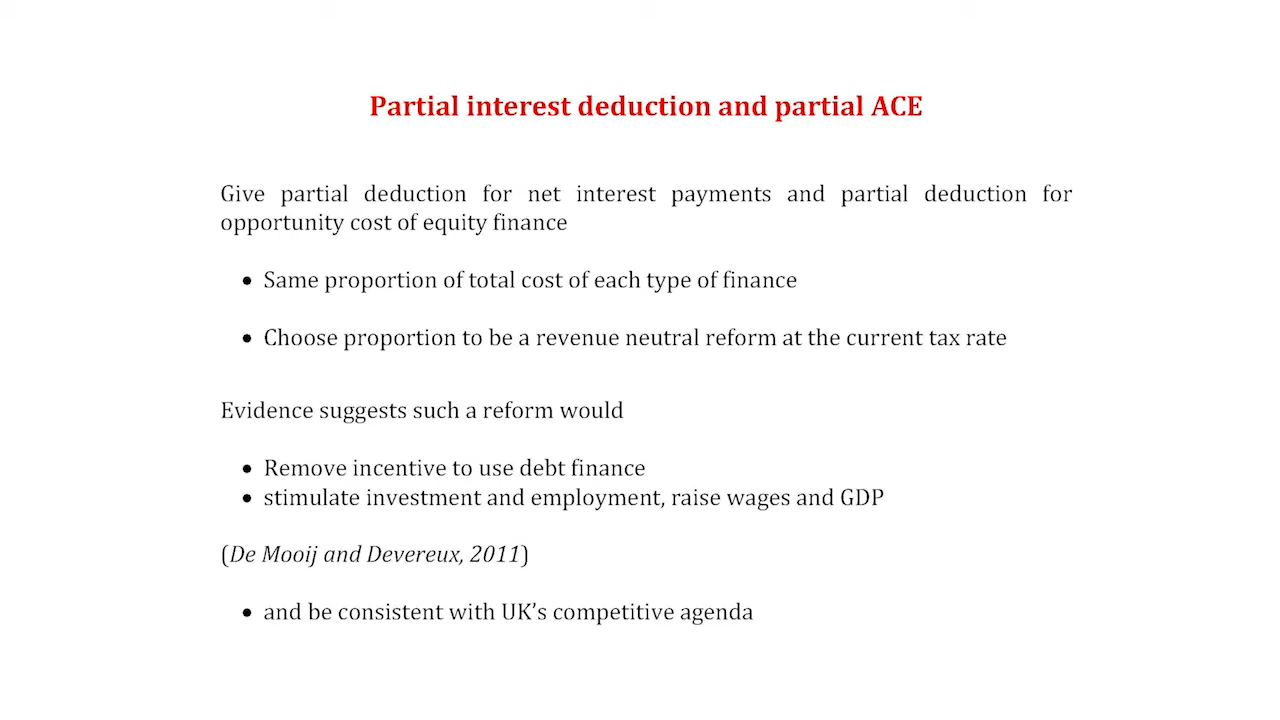 Partial interest deduction and partial ACE
Give partial deduction for net interest payments and partial deduction for
opportunity cost of equity finance
• Same proportion of total cost of each type of finance
• Choose proportion to be a revenue neutral reform at the current tax rate
Evidence suggests such a reform would
• Remove incentive to use debt finance
• stimulate investment and employment, raise wages and GDP
(De Mooij and Devereux, 2011)
• and be consistent with UK’s competitive agenda